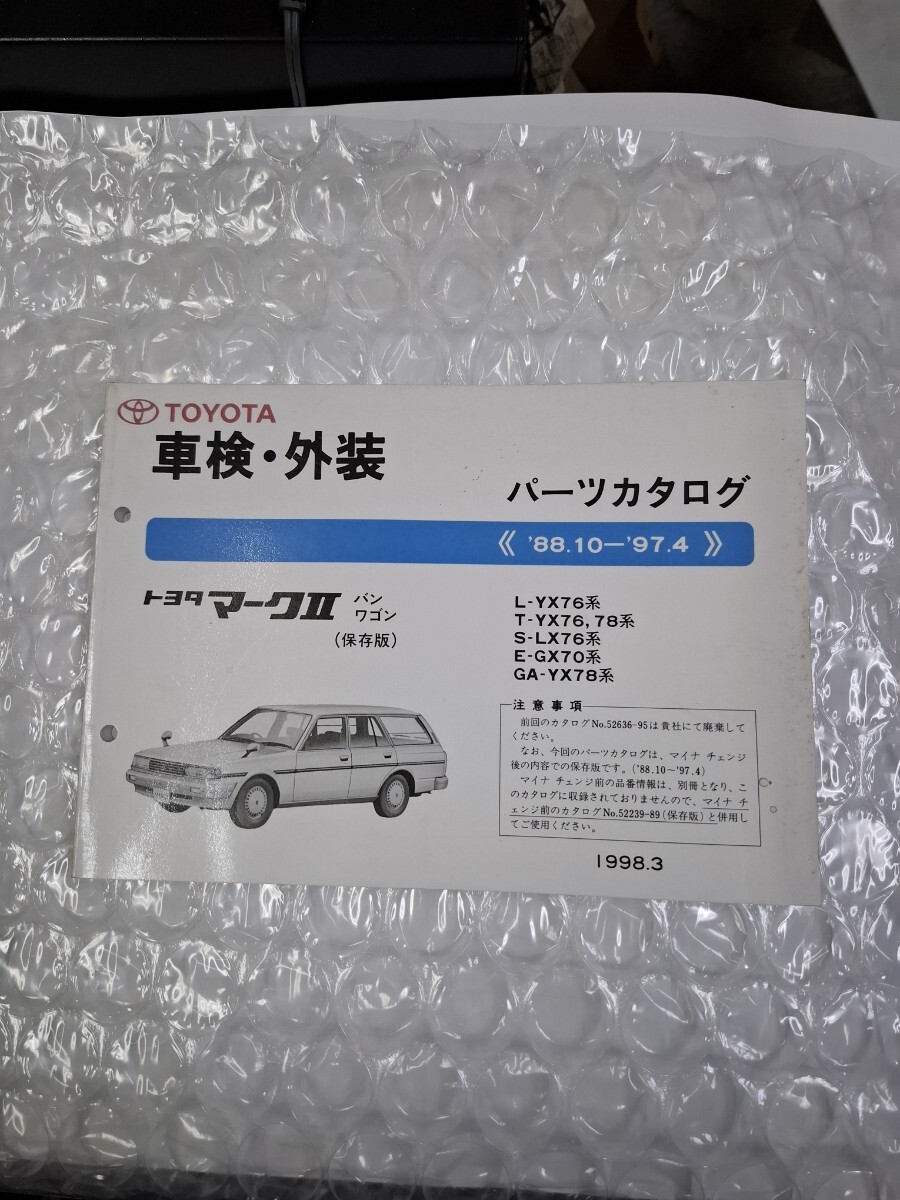 TOYOTA
車検・外装
パーツカタログ
《 '88.10−'97.4 》
トヨタ マークII バン
ワゴン
(保存版)
L-YX76系
T-YX76, 78系
S-LX76系
E-GX70系
GA-YX78系
注意事項
前回のカタログNo.52636-95は貴社にて廃棄して
ください。
なお、今回のパーツカタログは、マイナ チェンジ
後の内容での保存版です。('88.10~'97.4)
マイナ チェンジ前の品番情報は、別冊となり、こ
のカタログに収録されておりませんので、マイナ チ
ェンジ前のカタログNo.52239-89(保存版)と併用し
てご使用ください。
1998.3